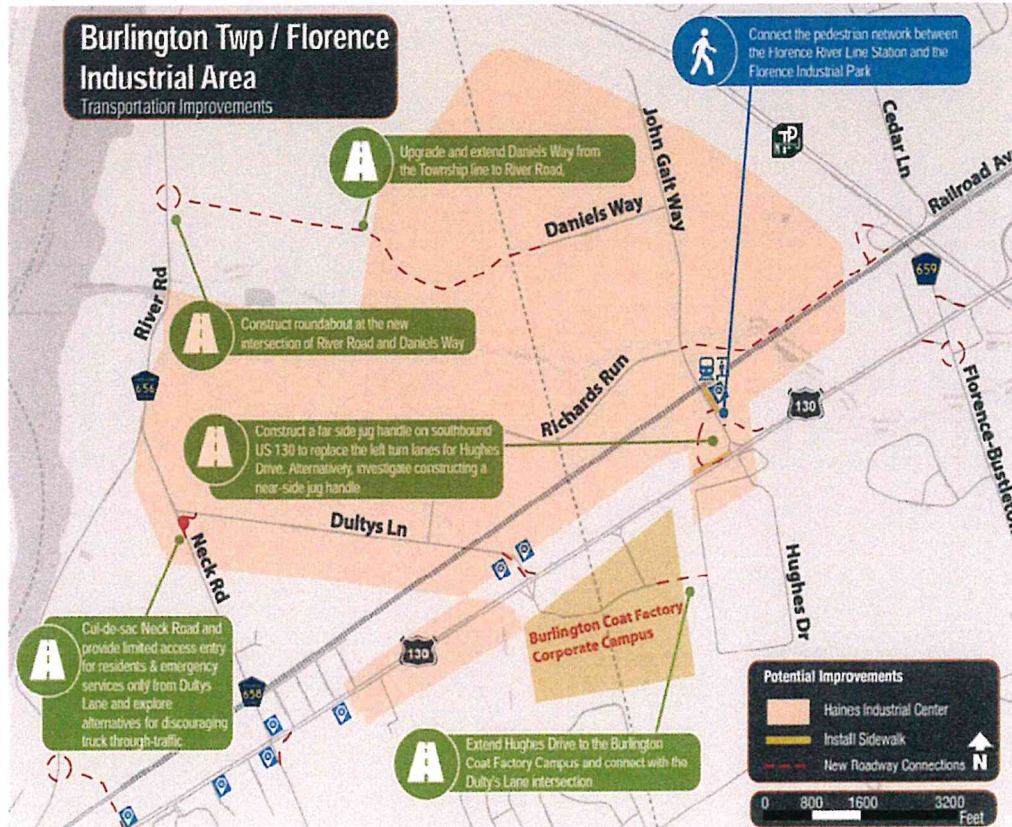 Burlington Twp / Florence
Industrial Area
Transportation Improvements
Connect the pedestrian network between
the Florence River Line Station and the
Florence Industrial Park
Upgrade and extend Daniels Way from
the Township line to River Road,
John Galt Way
Cedar Ln
Railroad Av
Daniels Way
River Rd
659
Construct roundabout at the new
intersection of River Road and Daniels Way
656
Richards Run
130
Florence-Bustleton
Construct a far side jug handle on southbound
US 130 to replace the left turn lanes for Hughes
Drive. Alternatively, investigate constructing a
near-side jug handle
Dultys Ln
Neck Rd
Hughes Dr
Burlington Coat Factory
Corporate Campus
Cul-de-sac Neck Road and
provide limited access entry
for residents & emergency
services only from Dultys
Lane and explore
alternatives for discouraging
truck through-traffic
130
658
Extend Hughes Drive to the Burlington
Coat Factory Campus and connect with the
Dulty's Lane intersection
Potential Improvements
Haines Industrial Center
Install Sidewalk
New Roadway Connections
N
0 800 1600 3200
Feet